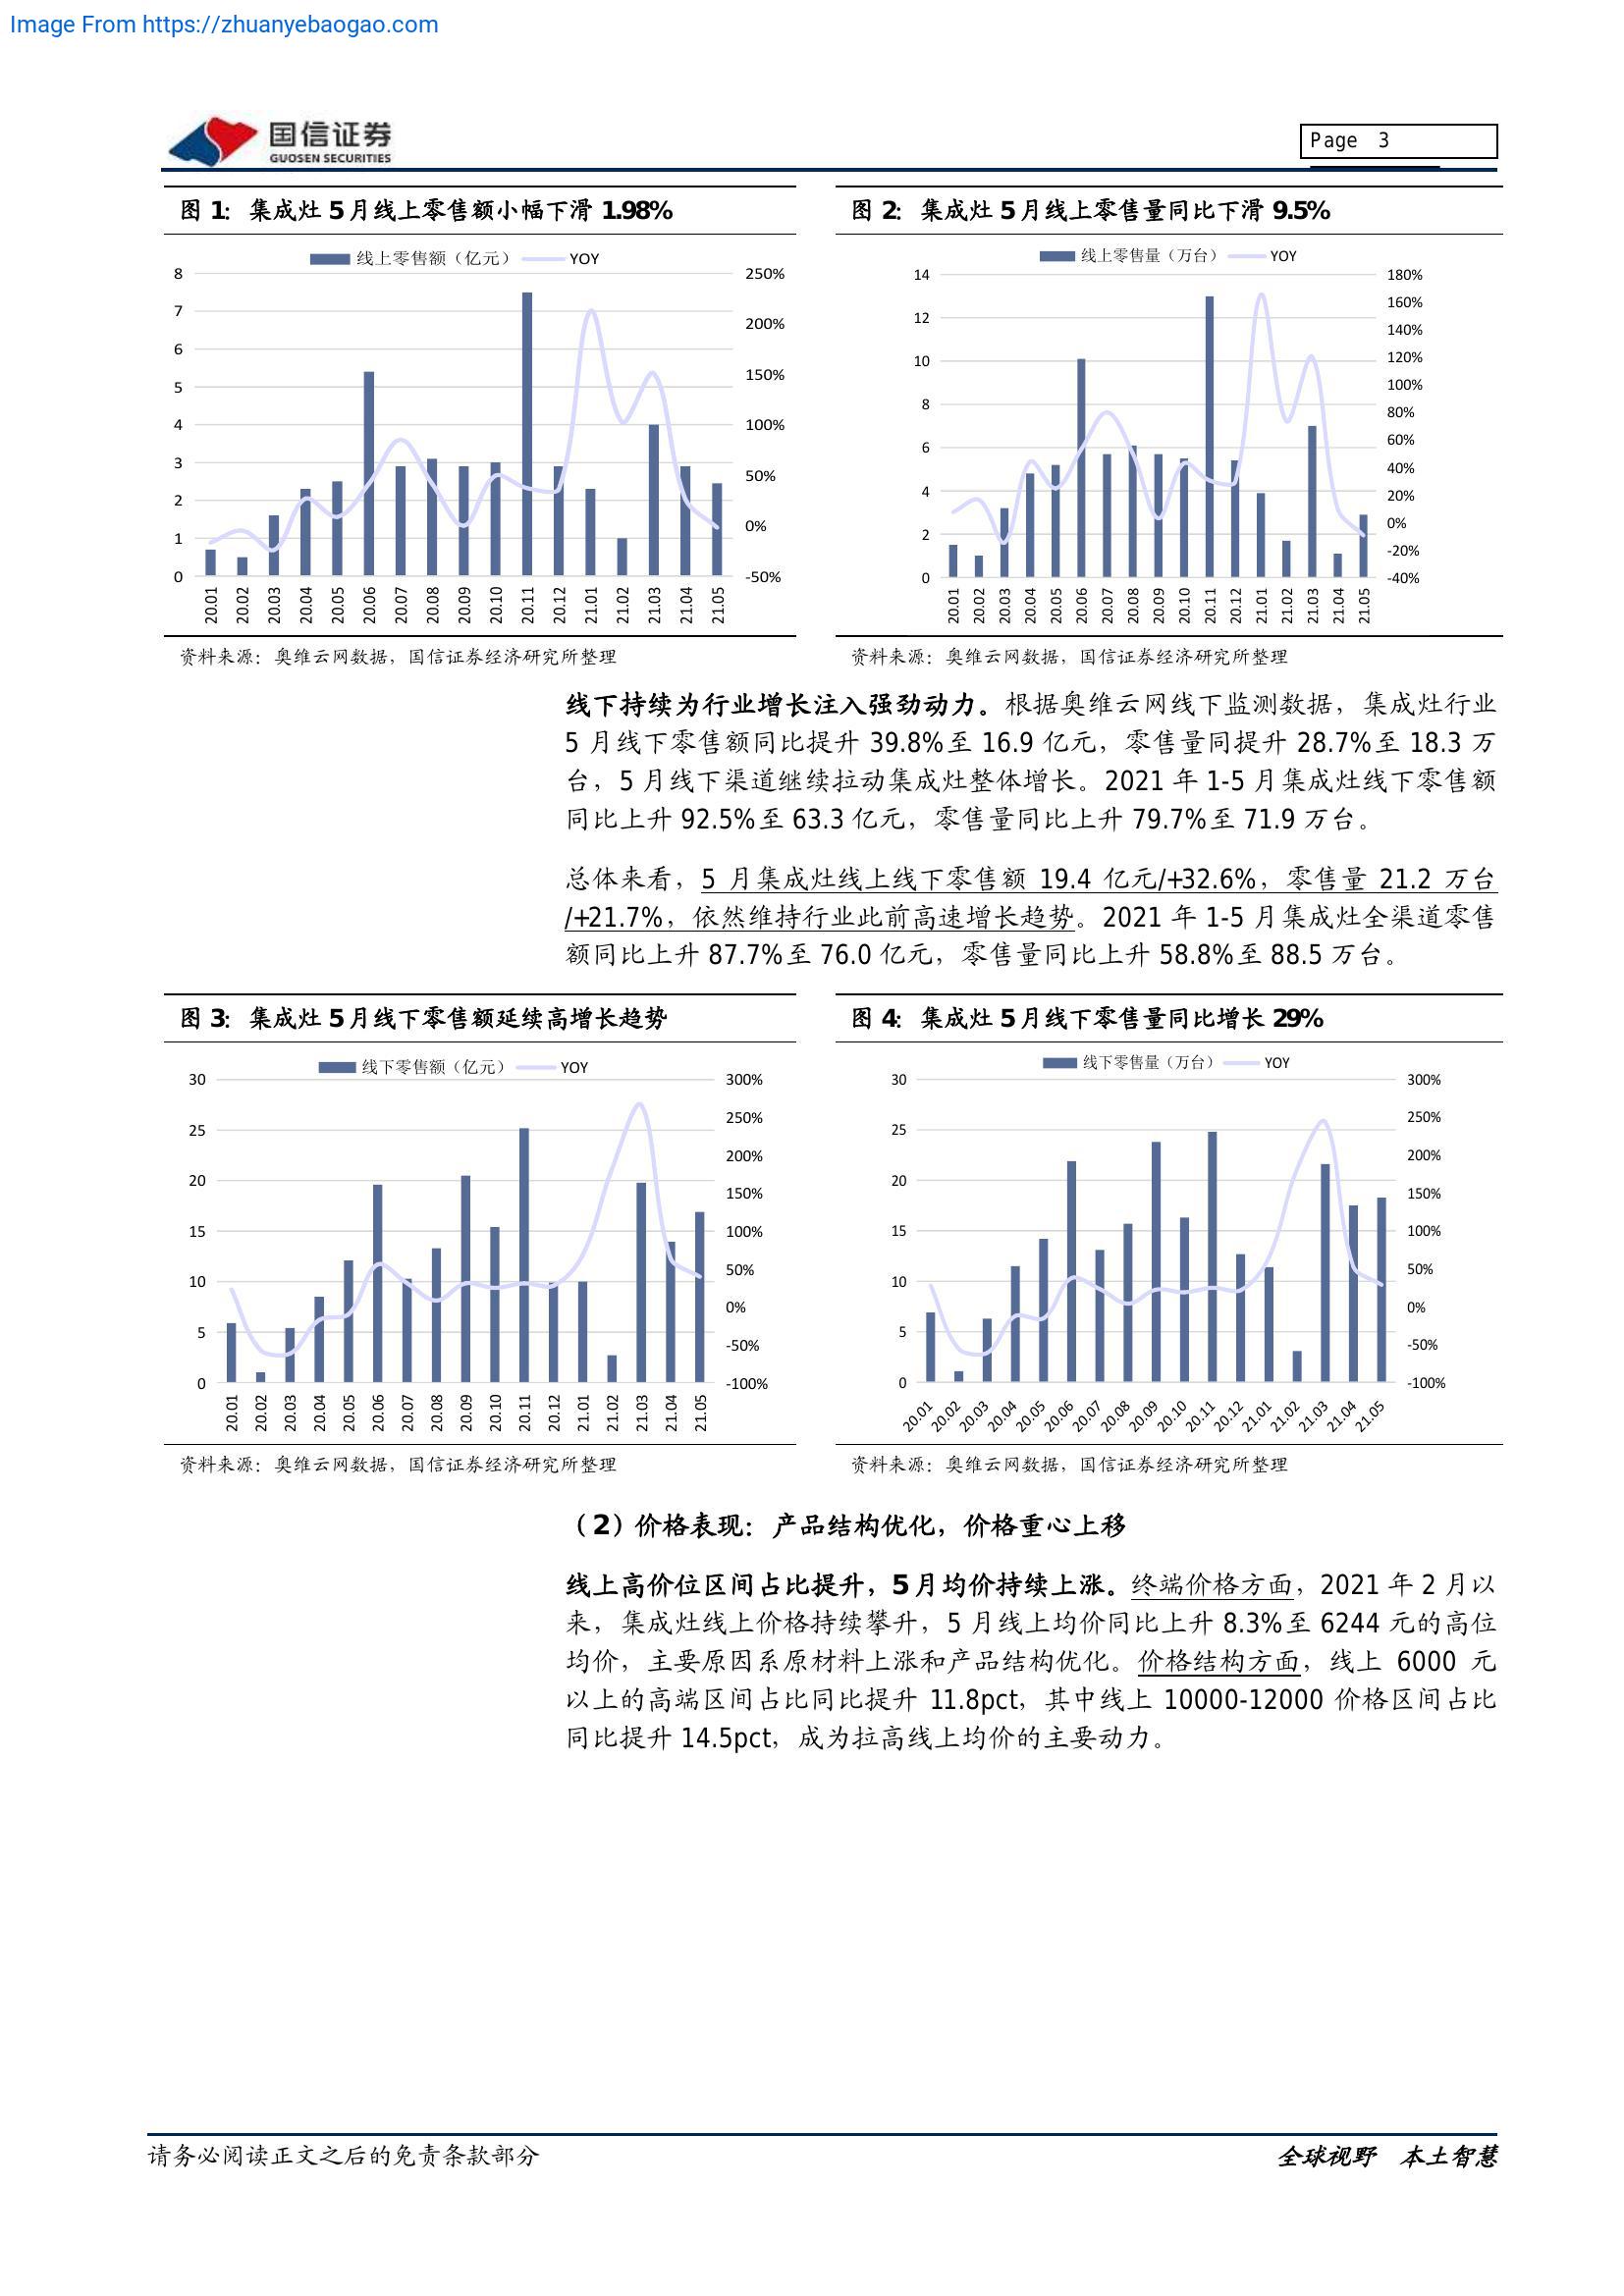 Image From https://zhuanyebaogao.com
国信证券
GUOSEN SECURITIES
Page 3
图 1：集成灶 5 月线上零售额小幅下滑 1.98%
线上零售额（亿元） YOY
8
7
6
5
4
3
2
1
0
250%
200%
150%
100%
50%
0%
-50%
20.01 20.02 20.03 20.04 20.05 20.06 20.07 20.08 20.09 20.10 20.11 20.12 21.01 21.02 21.03 21.04 21.05
资料来源：奥维云网数据，国信证券经济研究所整理
图 2：集成灶 5 月线上零售量同比下滑 9.5%
线上零售量（万台） YOY
14
12
10
8
6
4
2
0
180%
160%
140%
120%
100%
80%
60%
40%
20%
0%
-20%
-40%
20.01 20.02 20.03 20.04 20.05 20.06 20.07 20.08 20.09 20.10 20.11 20.12 21.01 21.02 21.03 21.04 21.05
资料来源：奥维云网数据，国信证券经济研究所整理
线下持续为行业增长注入强劲动力。根据奥维云网线下监测数据，集成灶行业
5 月线下零售额同比提升 39.8%至 16.9 亿元，零售量同提升 28.7%至 18.3 万
台，5 月线下渠道继续拉动集成灶整体增长。2021 年 1-5 月集成灶线下零售额
同比上升 92.5%至 63.3 亿元，零售量同比上升 79.7%至 71.9 万台。
总体来看，5 月集成灶线上线下零售额 19.4 亿元/+32.6%，零售量 21.2 万台
/+21.7%，依然维持行业此前高速增长趋势。2021 年 1-5 月集成灶全渠道零售
额同比上升 87.7%至 76.0 亿元，零售量同比上升 58.8%至 88.5 万台。
图 3：集成灶 5 月线下零售额延续高增长趋势
线下零售额（亿元） YOY
30
25
20
15
10
5
0
300%
250%
200%
150%
100%
50%
0%
-50%
-100%
20.01 20.02 20.03 20.04 20.05 20.06 20.07 20.08 20.09 20.10 20.11 20.12 21.01 21.02 21.03 21.04 21.05
资料来源：奥维云网数据，国信证券经济研究所整理
图 4：集成灶 5 月线下零售量同比增长 29%
线下零售量（万台） YOY
30
25
20
15
10
5
0
300%
250%
200%
150%
100%
50%
0%
-50%
-100%
20.01 20.02 20.03 20.04 20.05 20.06 20.07 20.08 20.09 20.10 20.11 20.12 21.01 21.02 21.03 21.04 21.05
资料来源：奥维云网数据，国信证券经济研究所整理
（2）价格表现：产品结构优化，价格重心上移
线上高价位区间占比提升，5 月均价持续上涨。终端价格方面，2021 年 2 月以
来，集成灶线上价格持续攀升，5 月线上均价同比上升 8.3%至 6244 元的高位
均价，主要原因系原材料上涨和产品结构优化。价格结构方面，线上 6000 元
以上的高端区间占比同比提升 11.8pct，其中线上 10000-12000 价格区间占比
同比提升 14.5pct，成为拉高线上均价的主要动力。
请务必阅读正文之后的免责条款部分
全球视野 本土智慧